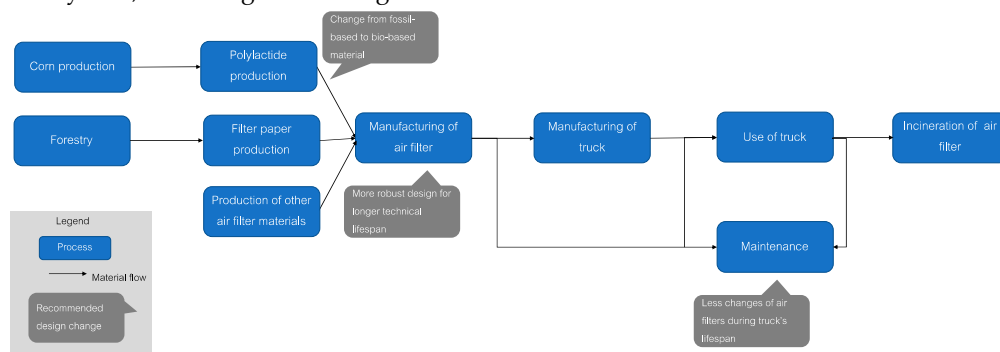 Change from fossil-
based to bio-based
material
Corn production
Polylactide
production
Forestry
Filter paper
production
Manufacturing of
air filter
Manufacturing of
truck
Use of truck
Incineration of air
filter
Production of other
air filter materials
More robust design for
longer technical
lifespan
Maintenance
Less changes of air
filters during truck's
lifespan
Legend
Process
Material flow
Recommended
design change